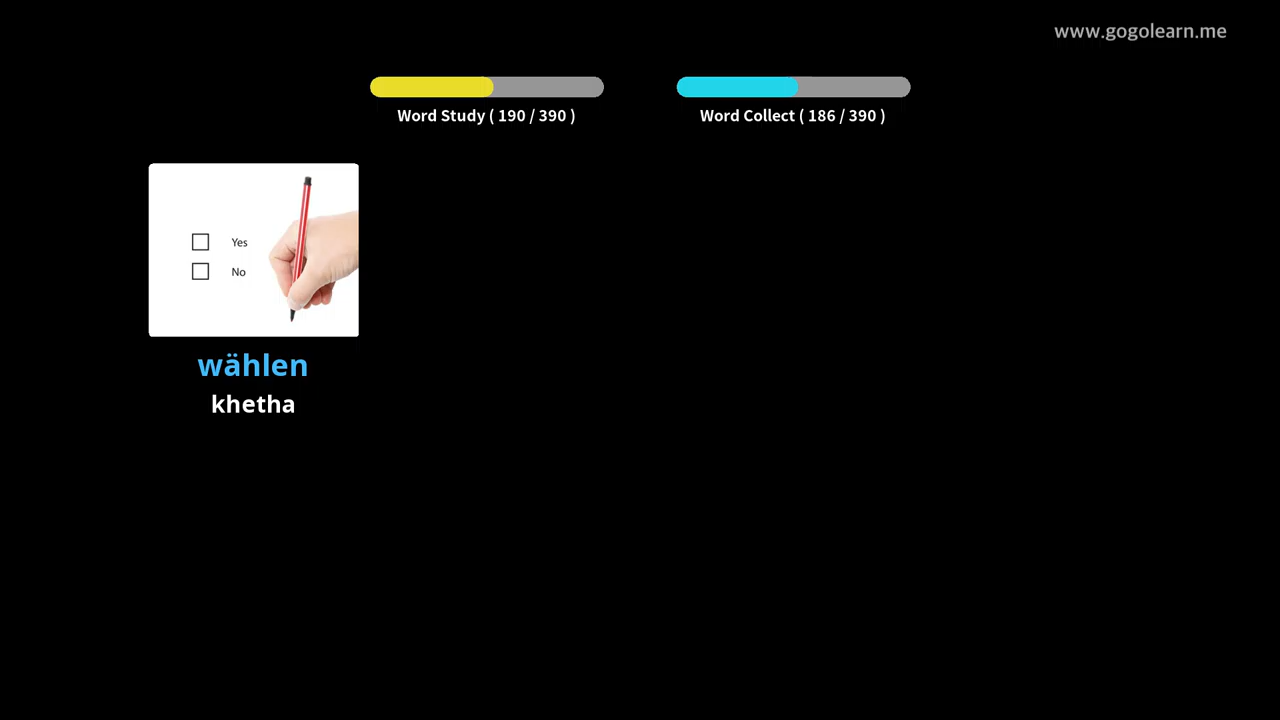 www.gogolearn.me
Word Study ( 190 / 390 )
Word Collect ( 186 / 390 )
Yes
No
wählen
khetha